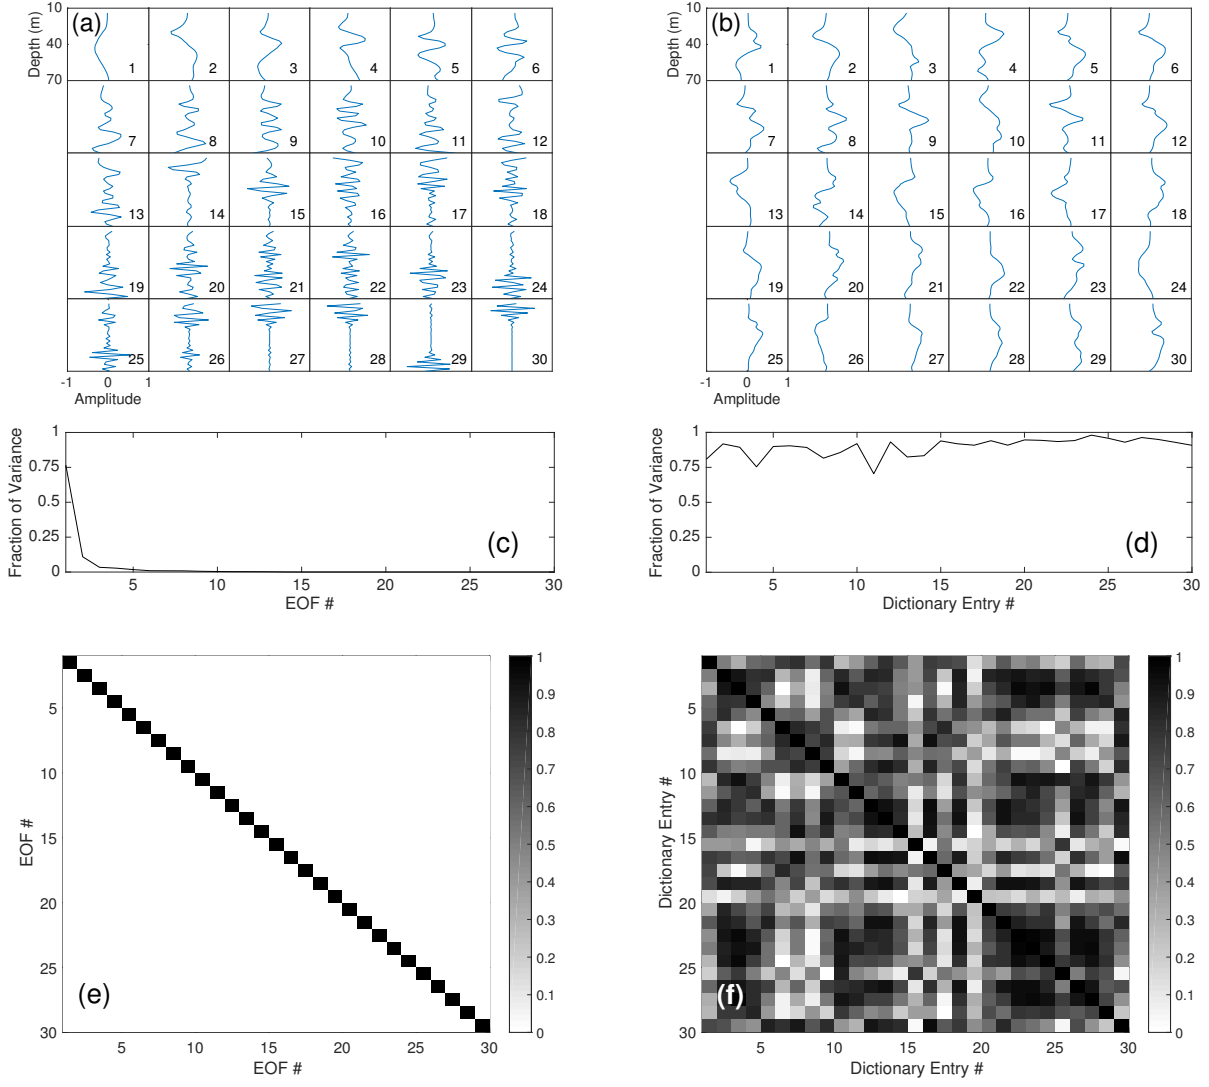 (a)
10
40
70
Depth (m)
1 2 3 4 5 6
7 8 9 10 11 12
13 14 15 16 17 18
19 20 21 22 23 24
25 26 27 28 29 30
-1 0 1
Amplitude
(b)
10
40
70
Depth (m)
1 2 3 4 5 6
7 8 9 10 11 12
13 14 15 16 17 18
19 20 21 22 23 24
25 26 27 28 29 30
-1 0 1
Amplitude
1
0.75
0.5
0.25
0
Fraction of Variance
(c)
5 10 15 20 25 30
EOF #
1
0.75
0.5
0.25
0
Fraction of Variance
(d)
5 10 15 20 25 30
Dictionary Entry #
5
10
15
20
25
30
EOF #
(e)
5 10 15 20 25 30
EOF #
1
0.9
0.8
0.7
0.6
0.5
0.4
0.3
0.2
0.1
0
5
10
15
20
25
30
Dictionary Entry #
(f)
5 10 15 20 25 30
Dictionary Entry #
1
0.9
0.8
0.7
0.6
0.5
0.4
0.3
0.2
0.1
0